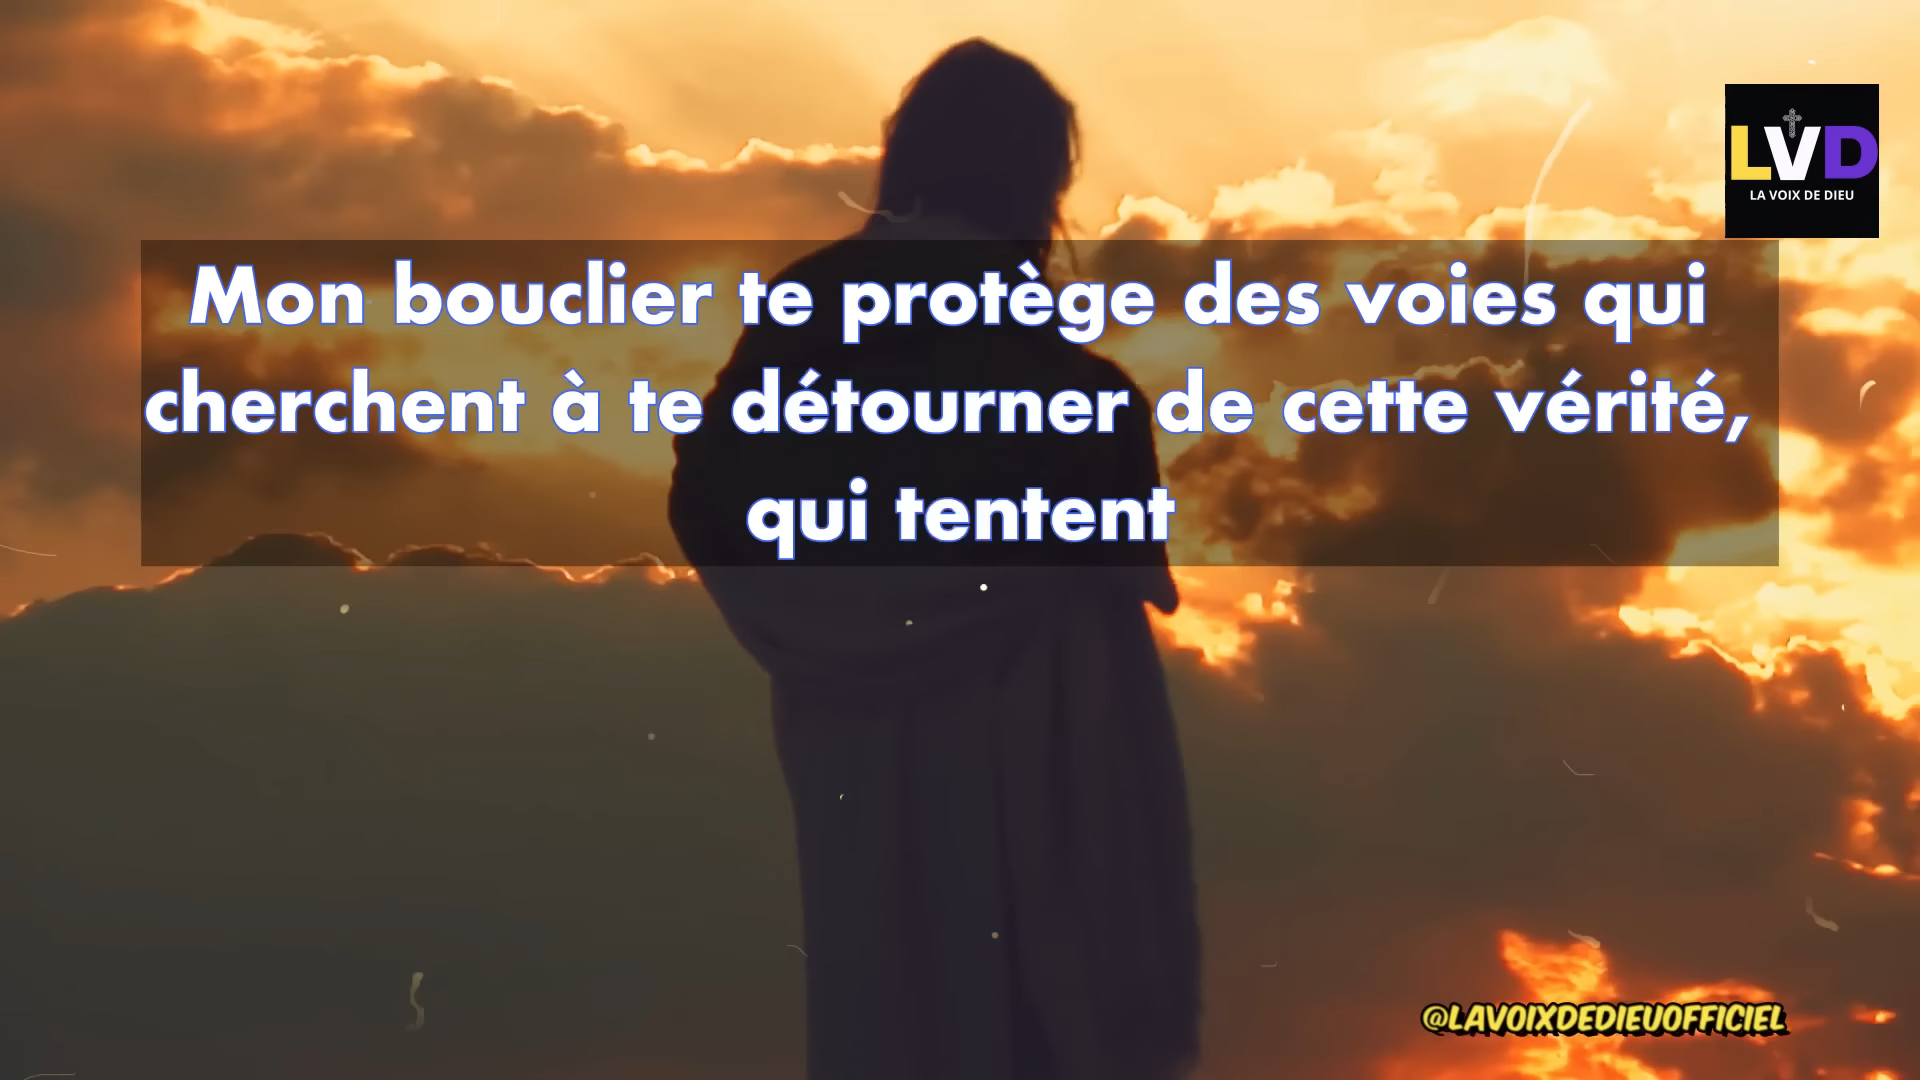 LVD
LA VOIX DE DIEU
Mon bouclier te protège des voies qui
cherchent à te détourner de cette vérité,
qui tentent
@LAVOIXDEDIEUOFFICIEL